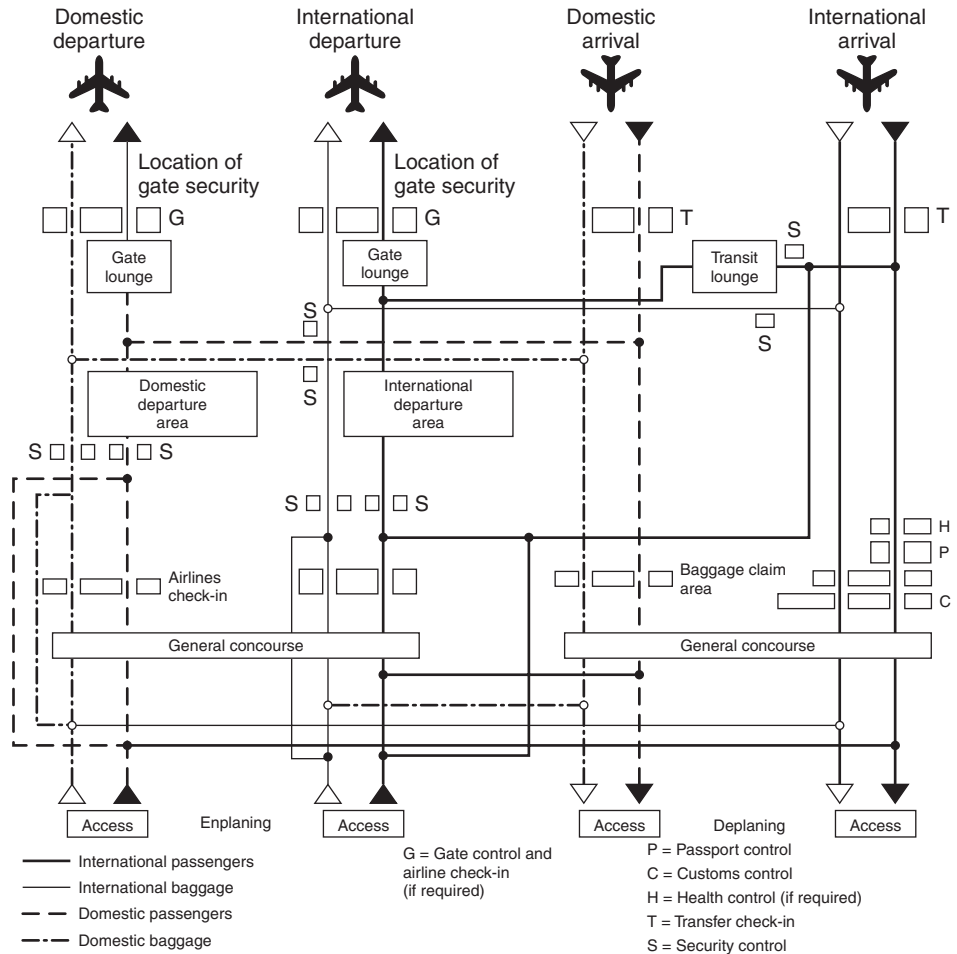 Domestic
departure
International
departure
Domestic
arrival
International
arrival
Location of
gate security
Location of
gate security
G
G
T
T
Gate
lounge
Gate
lounge
S
Transit
lounge
S
S
S
Domestic
departure
area
International
departure
area
S S
S S
H
P
Airlines
check-in
Baggage claim
area
C
General concourse
General concourse
Access
Enplaning
Access
Access
Deplaning
Access
International passengers
International baggage
Domestic passengers
Domestic baggage
G = Gate control and
airline check-in
(if required)
P = Passport control
C = Customs control
H = Health control (if required)
T = Transfer check-in
S = Security control